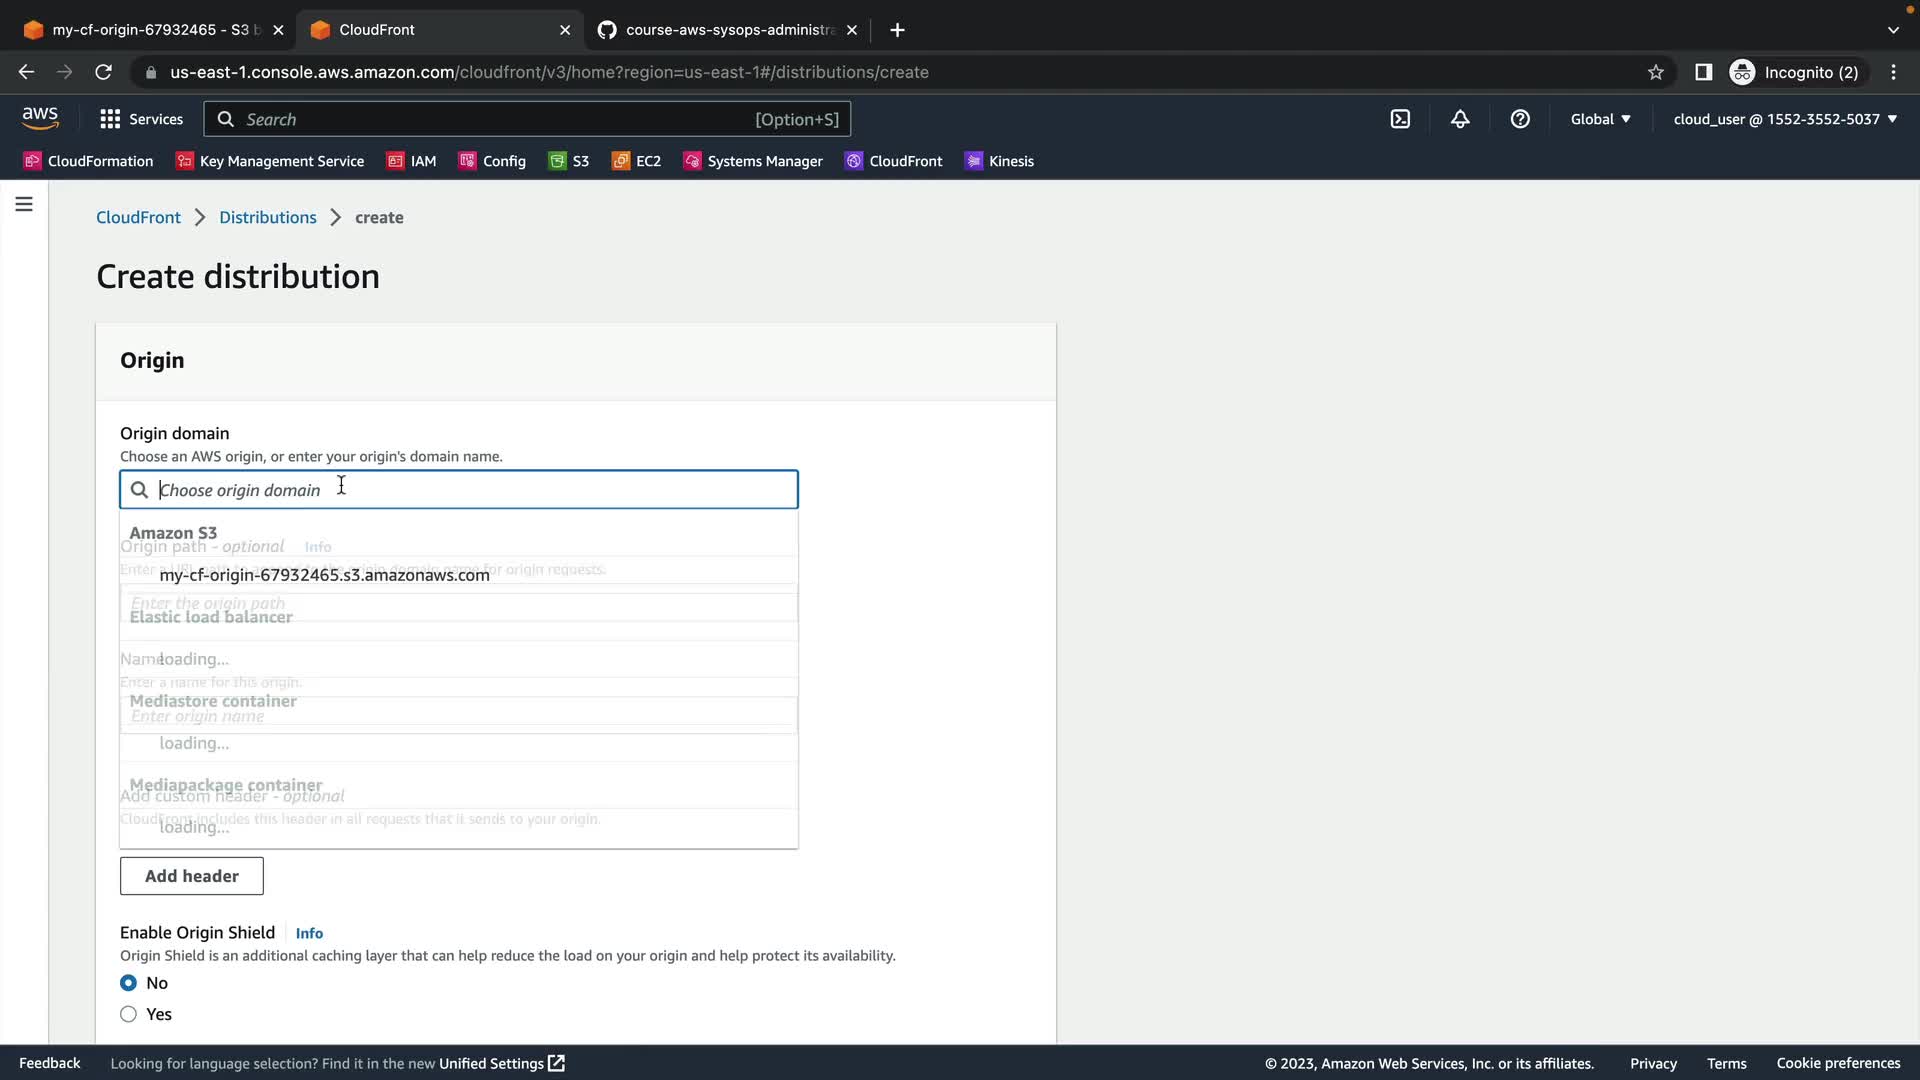 my-cf-origin-67932465 - S3 b
CloudFront
course-aws-sysops-administra
us-east-1.console.aws.amazon.com/cloudfront/v3/home?region=us-east-1#/distributions/create
Incognito (2)
aws
Services
Search
[Option+S]
Global
cloud_user @ 1552-3552-5037
CloudFormation
Key Management Service
IAM
Config
S3
EC2
Systems Manager
CloudFront
Kinesis
CloudFront
Distributions
create
Create distribution
Origin
Origin domain
Choose an AWS origin, or enter your origin's domain name.
Choose origin domain
Amazon S3
Origin path - optional Info
Enter a URL path to append to the origin domain name for origin requests.
my-cf-origin-67932465.s3.amazonaws.com
Enter the origin path
Elastic load balancer
Name
loading...
Enter a name for this origin.
Mediastore container
Enter origin name
loading...
Mediapackage container
Add custom header - optional
CloudFront includes this header in all requests that it sends to your origin.
loading...
Add header
Enable Origin Shield Info
Origin Shield is an additional caching layer that can help reduce the load on your origin and help protect its availability.
No
Yes
Feedback
Looking for language selection? Find it in the new Unified Settings
© 2023, Amazon Web Services, Inc. or its affiliates.
Privacy
Terms
Cookie preferences